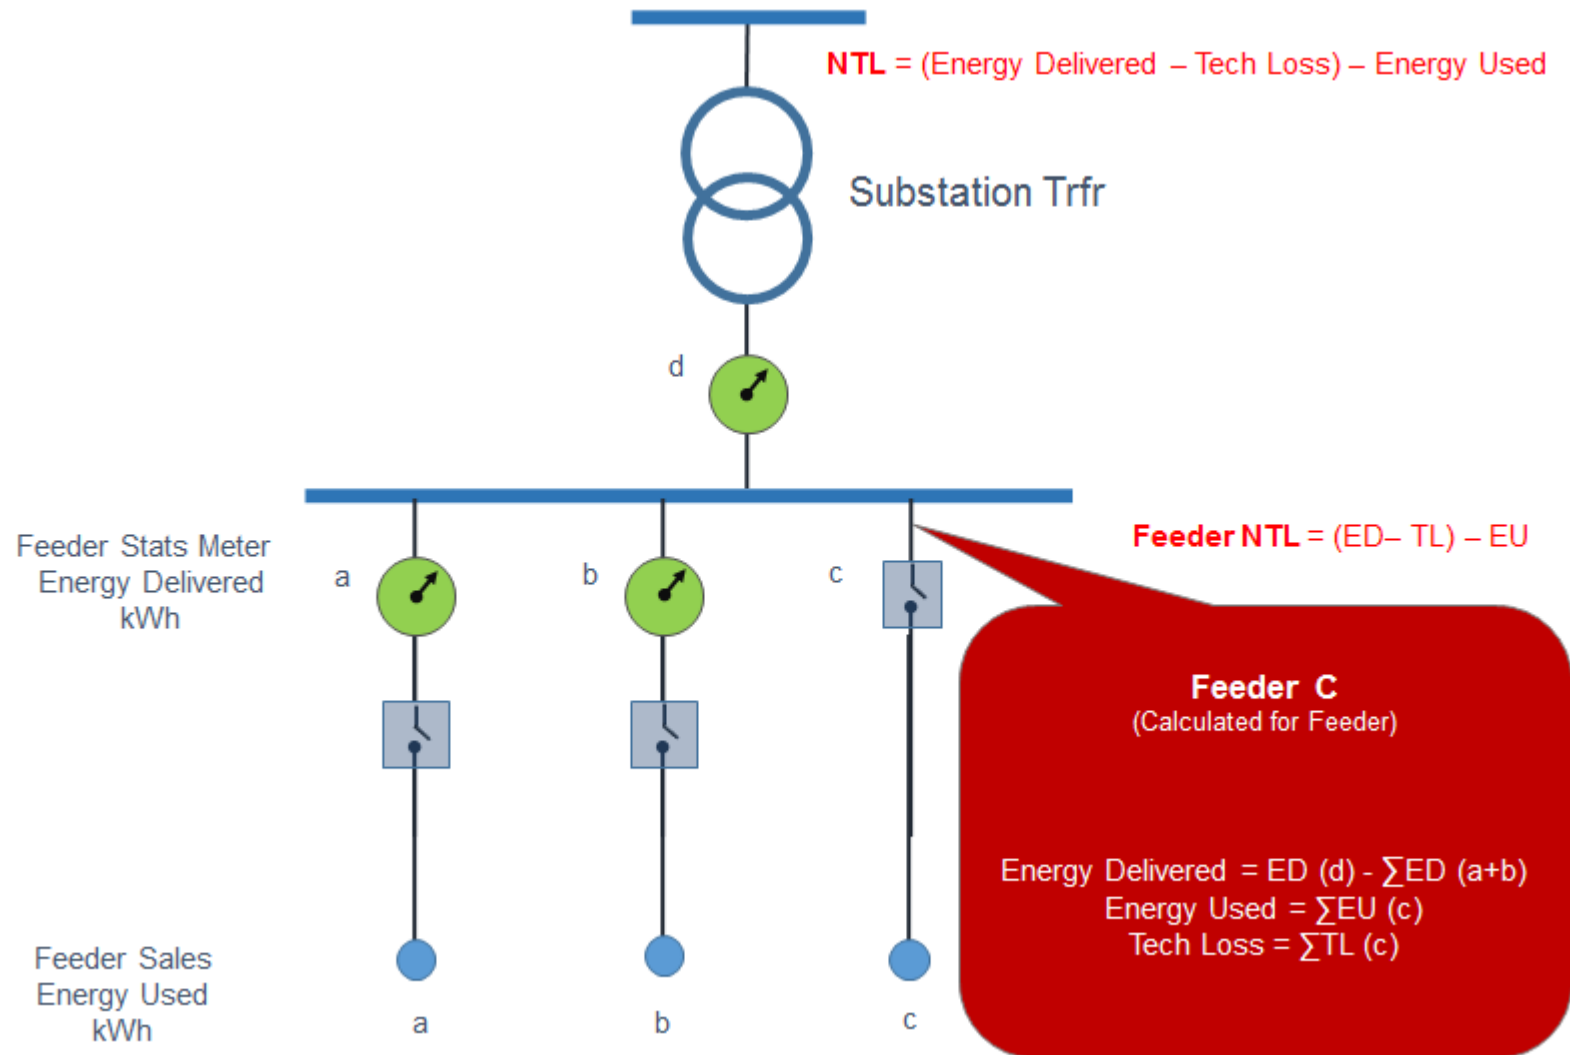 NTL = (Energy Delivered – Tech Loss) – Energy Used
Substation Trfr
d
Feeder Stats Meter
Energy Delivered
kWh
a
b
c
Feeder NTL = (ED– TL) – EU
Feeder C
(Calculated for Feeder)
Energy Delivered = ED (d) - ∑ED (a+b)
Energy Used = ∑EU (c)
Tech Loss = ∑TL (c)
Feeder Sales
Energy Used
kWh
a
b
c